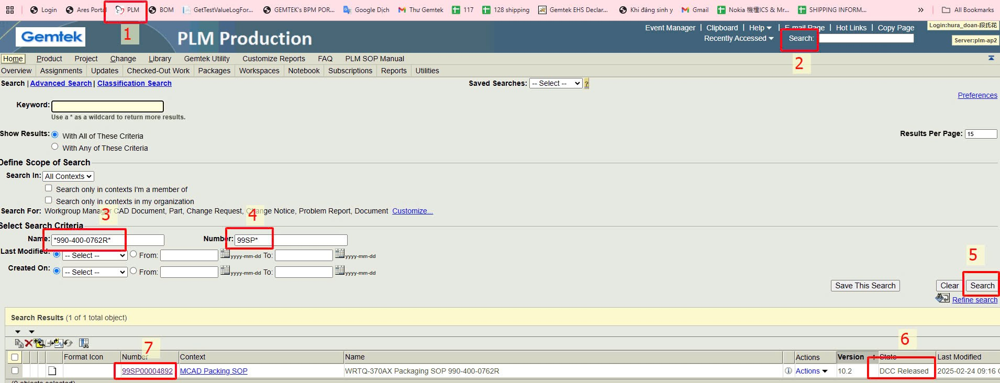 Login Ares Portal PLM BOM GetTestValueLogFor... GEMTEK's BPM POR... Google Dịch Thư Gemtek 117 128 shipping Gemtek EHS Declar... Khi đáng sinh y Gmail Nokia 機種ICS & Mr... SHIPPING INFORM... » All Bookmarks
1
Gemtek
PLM Production
Event Manager | Clipboard | Help | E-mail Page | Hot Links | Copy Page
Login:hura_doan-段氏花
Recently Accessed Search:
Server:plm-ap2
2
Home Product Project Change Library Gemtek Utility Customize Reports FAQ PLM SOP Manual
Overview Assignments Updates Checked-Out Work Packages Workspaces Notebook Subscriptions Reports Utilities
Search | Advanced Search | Classification Search
Saved Searches: -- Select -- ?
Preferences
Keyword:
Use a * as a wildcard to return more results.
Show Results: With All of These Criteria
Results Per Page: 15
With Any of These Criteria
Define Scope of Search
Search In: All Contexts
Search only in contexts I'm a member of
Search only in contexts in my organization
Search For: Workgroup Manager CAD Document, Part, Change Request, Change Notice, Problem Report, Document Customize...
3 4
Select Search Criteria
Name: *990-400-0762R* Number: 99SP*
Last Modified: -- Select -- From: yyyy-mm-dd To: yyyy-mm-dd
5
Created On: -- Select -- From: yyyy-mm-dd To: yyyy-mm-dd
Save This Search Clear Search
Refine search
Search Results (1 of 1 total object)
7 6
Format Icon Number Context Name Actions Version ↑ State Last Modified
99SP00004892 MCAD Packing SOP WRTQ-370AX Packaging SOP 990-400-0762R Actions 10.2 DCC Released 2025-02-24 09:16
(0 objects selected)